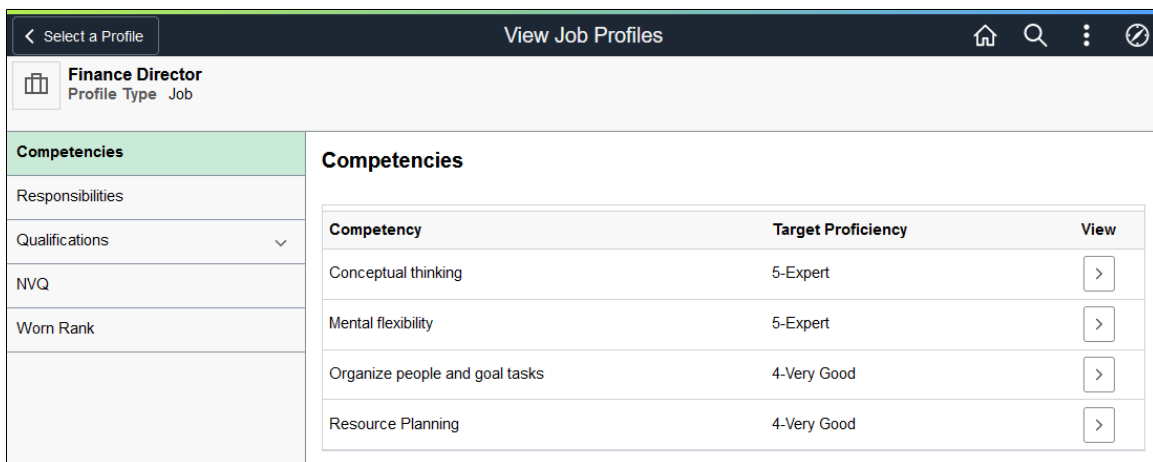 Select a Profile
View Job Profiles
Finance Director
Profile Type Job
Competencies
Responsibilities
Qualifications
NVQ
Worn Rank
Competencies
Competency Target Proficiency View
Conceptual thinking 5-Expert
Mental flexibility 5-Expert
Organize people and goal tasks 4-Very Good
Resource Planning 4-Very Good